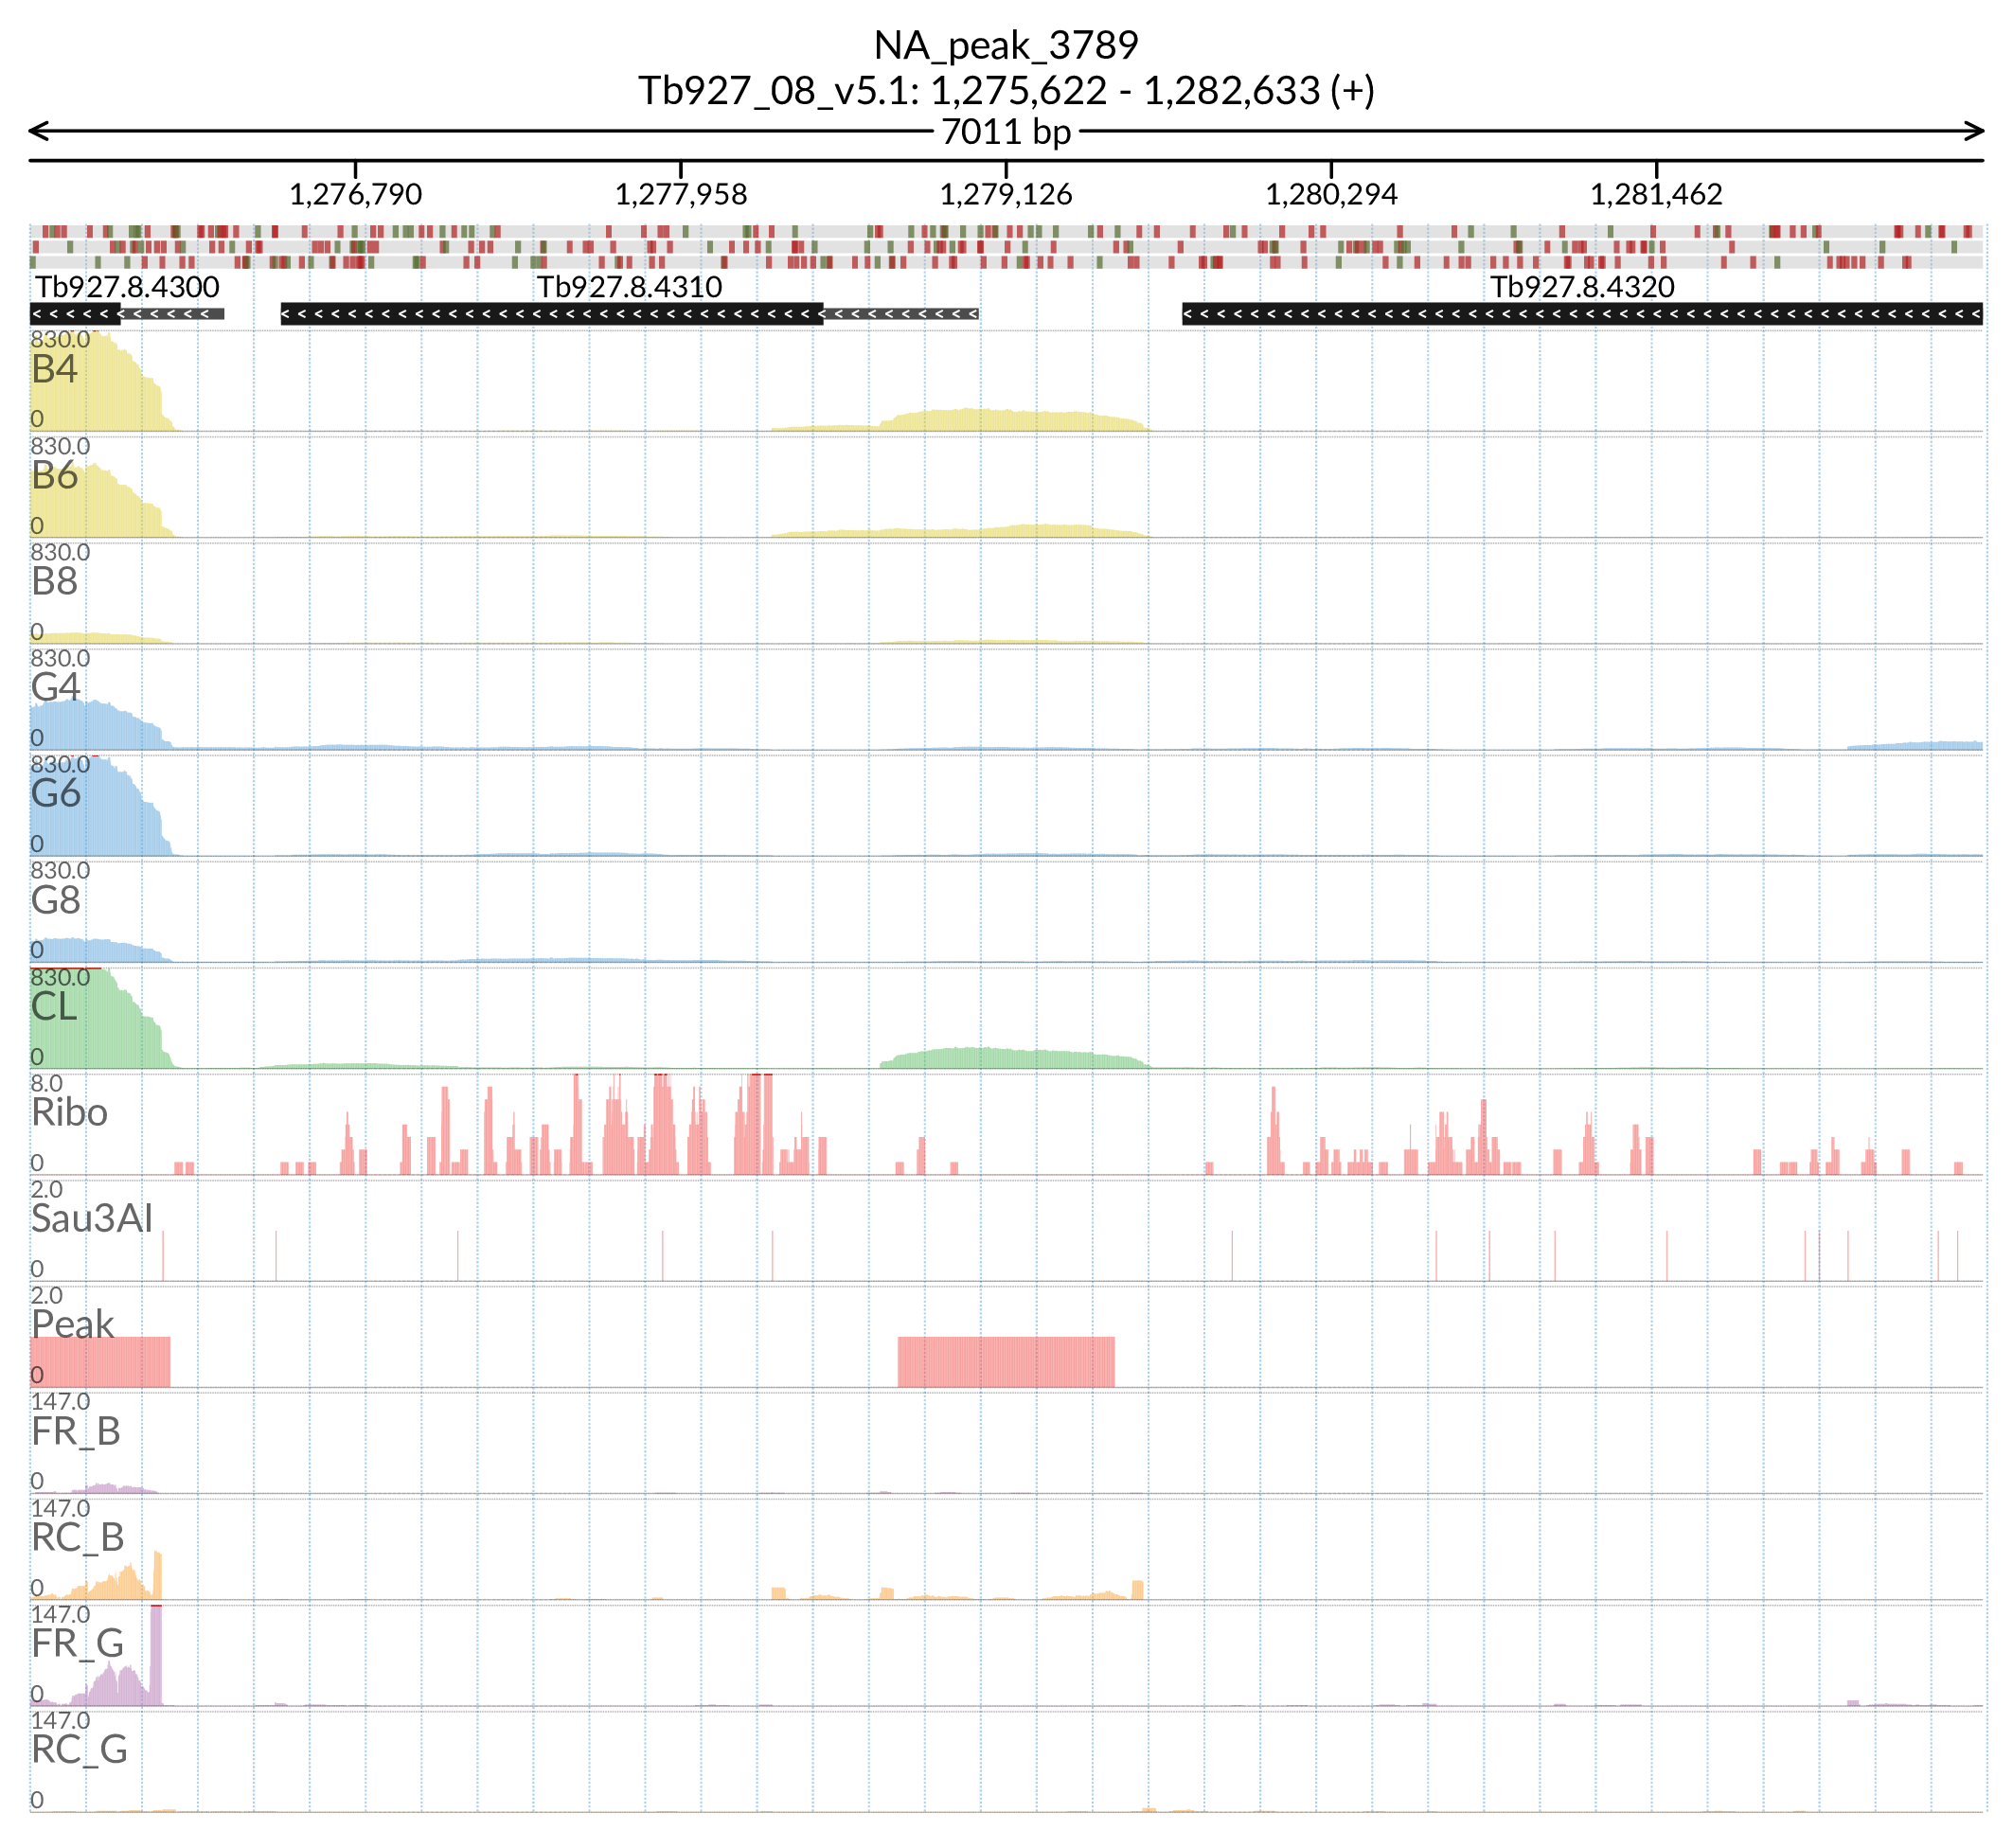 NA_peak_3789
Tb927_08_v5.1: 1,275,622 - 1,282,633 (+)
7011 bp
1,276,790 1,277,958 1,279,126 1,280,294 1,281,462
Tb927.8.4300 Tb927.8.4310 Tb927.8.4320
830.0
B4
0
830.0
B6
0
830.0
B8
0
830.0
G4
0
830.0
G6
0
830.0
G8
0
830.0
CL
0
8.0
Ribo
0
2.0
Sau3AI
0
2.0
Peak
0
147.0
FR_B
0
147.0
RC_B
0
147.0
FR_G
0
147.0
RC_G
0